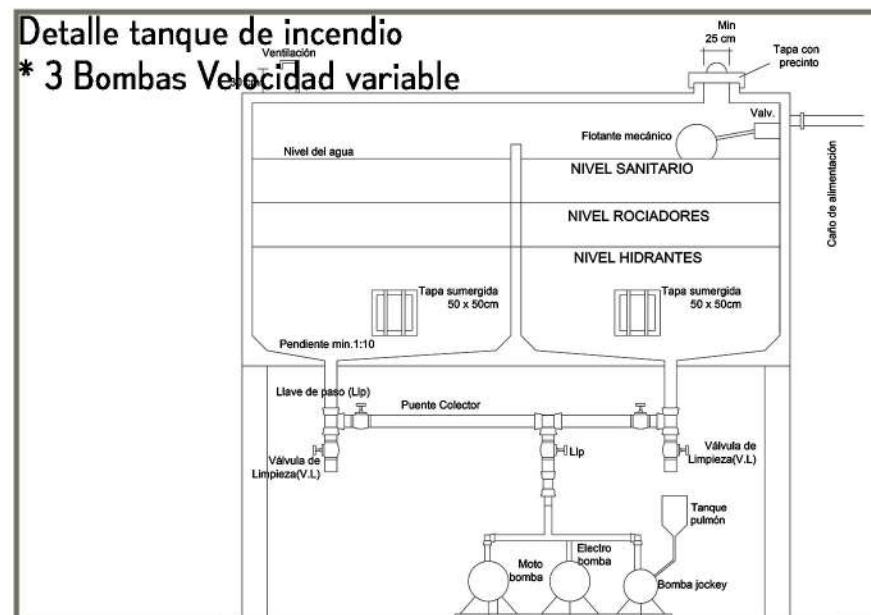 Detalle tanque de incendio
* 3 Bombas Velocidad variable
Ventilación
Min
25 cm
Tapa con
precinto
Valv.
Flotante mecánico
Caño de alimentación
Nivel del agua
NIVEL SANITARIO
NIVEL ROCIADORES
NIVEL HIDRANTES
Tapa sumergida
50 x 50cm
Tapa sumergida
50 x 50cm
Pendiente min.1:10
Llave de paso (Llp)
Puente Colector
Válvula de
Limpieza(V.L)
Llp
Válvula de
Limpieza(V.L)
Tanque
pulmón
Moto
bomba
Electro
bomba
Bomba jockey